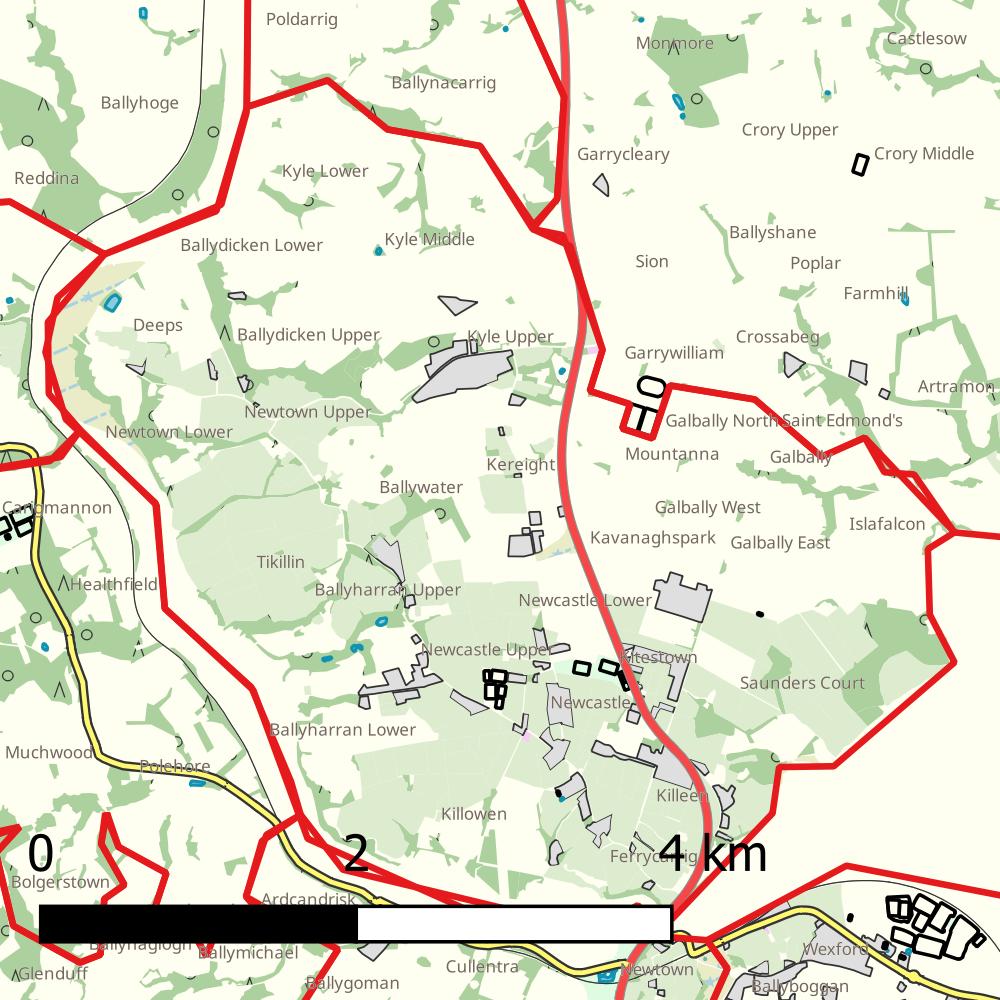 Poldarrig
Castlesow
Monmore
Ballynacarrig
Ballyhoge
Crory Upper
Garrycleary
Crory Middle
Kyle Lower
Reddina
Ballyshane
Kyle Middle
Ballydicken Lower
Sion
Poplar
Farmhill
Deeps
Ballydicken Upper
Kyle Upper
Crossabeg
Garrywilliam
Artramon
Newtown Upper
Galbally North
Saint Edmond's
Newtown Lower
Mountanna
Galbally
Kereight
Ballywater
Carigmannon
Galbally West
Islafalcon
Kavanaghspark
Galbally East
Tikillin
Healthfield
Ballyharran Upper
Newcastle Lower
Newcastle Upper
Kitestown
Saunders Court
Newcastle
Ballyharran Lower
Muchwood
Polehore
Killeen
Killowen
0
2
4 km
Ferrycarrig
Bolgerstown
Ardcandrisk
Ballynaglogh
Ballymichael
Wexford
Glenduff
Cullentra
Newtown
Ballygoman
Ballyboggan